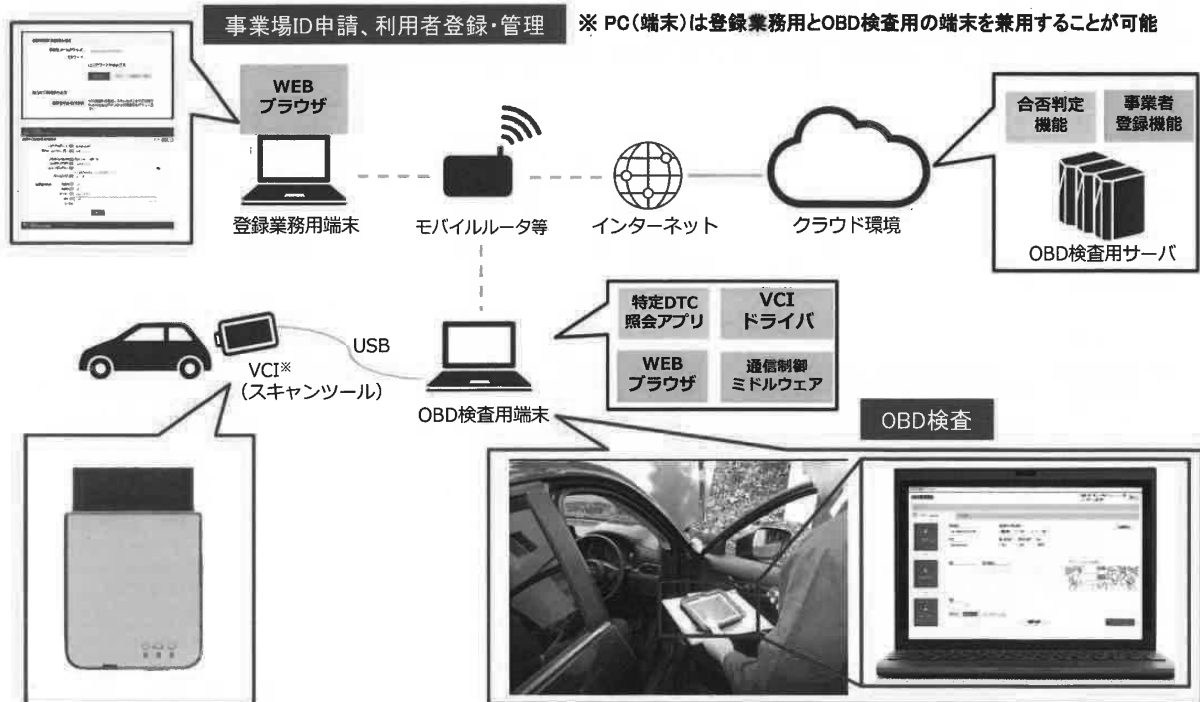 事業場ID申請、利用者登録・管理
※ PC(端末)は登録業務用とOBD検査用の端末を兼用することが可能
WEB
ブラウザ
登録業務用端末
モバイルルータ等
インターネット
クラウド環境
合否判定
機能
事業者
登録機能
OBD検査用サーバ
VCI※
(スキャンツール)
USB
OBD検査用端末
特定DTC
照会アプリ
VCI
ドライバ
WEB
ブラウザ
通信制御
ミドルウェア
OBD検査